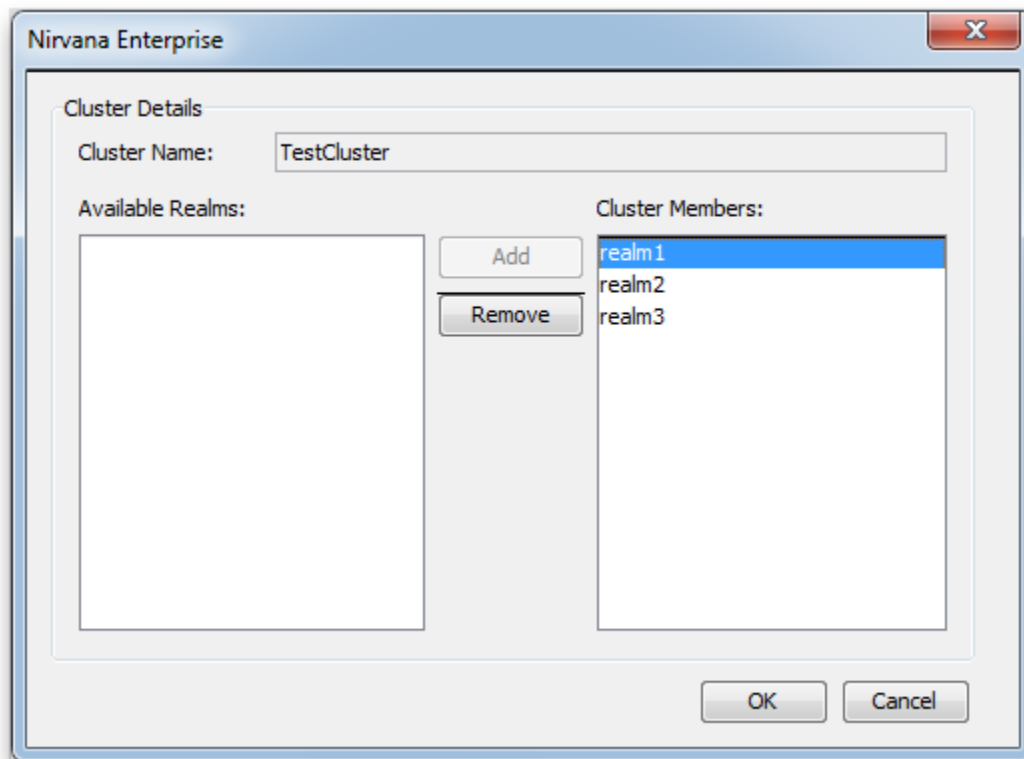 Nirvana Enterprise
Cluster Details
Cluster Name: TestCluster
Available Realms: Cluster Members:
Add
Remove
realm1
realm2
realm3
OK Cancel